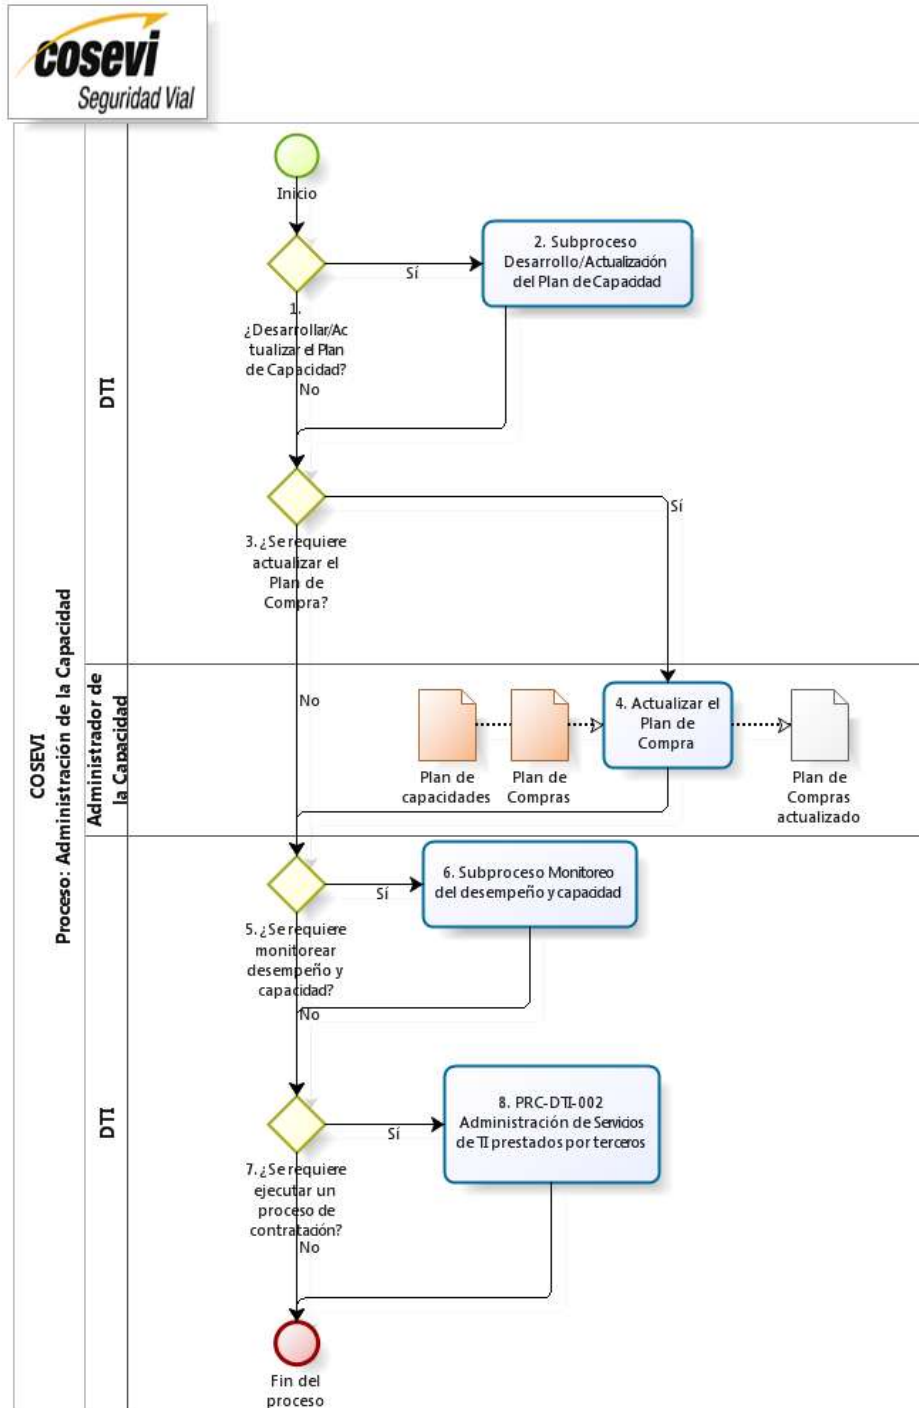 cosevi
Seguridad Vial
COSEVI
Proceso: Administración de la Capacidad
DTI
Inicio
1.
¿Desarrollar/Ac
tualizar el Plan
de Capacidad?
Sí
No
2. Subproceso
Desarrollo/Actualización
del Plan de Capacidad
3. ¿Se requiere
actualizar el
Plan de
Compra?
Sí
No
Administrador de
la Capacidad
Plan de
capacidades
Plan de
Compras
4. Actualizar el
Plan de
Compra
Plan de
Compras
actualizado
DTI
5. ¿Se requiere
monitorear
desempeño y
capacidad?
Sí
No
6. Subproceso Monitoreo
del desempeño y capacidad
7. ¿Se requiere
ejecutar un
proceso de
contratación?
Sí
No
8. PRC-DTI-002
Administración de Servicios
de TI prestados por terceros
Fin del
proceso